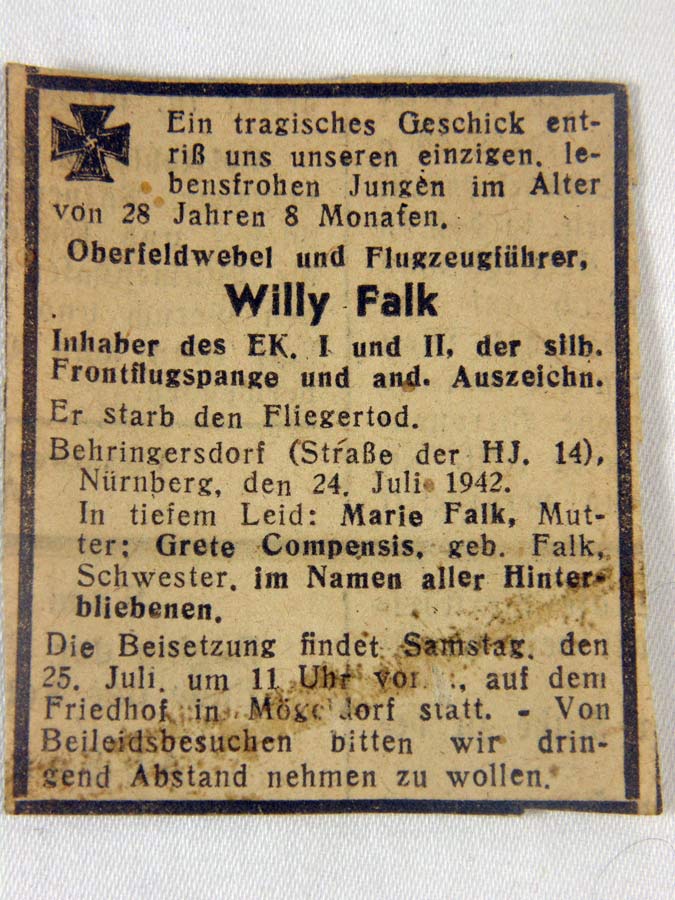 Ein tragisches Geschick ent-
riß uns unseren einzigen, le-
bensfrohen Jungen im Alter
von 28 Jahren 8 Monaten.
Oberfeldwebel und Flugzeugführer,
Willy Falk
Inhaber des EK. I und II, der silb.
Frontflugspange und and. Auszeichn.
Er starb den Fliegertod.
Behringersdorf (Straße der HJ. 14),
Nürnberg, den 24. Juli 1942.
In tiefem Leid: Marie Falk, Mut-
ter; Grete Compensis, geb. Falk,
Schwester, im Namen aller Hinter-
bliebenen.
Die Beisetzung findet Samstag, den
25. Juli, um 11 Uhr auf dem
Friedhof in Mögeldorf statt. - Von
Beileidsbesuchen bitten wir drin-
gend Abstand nehmen zu wollen.